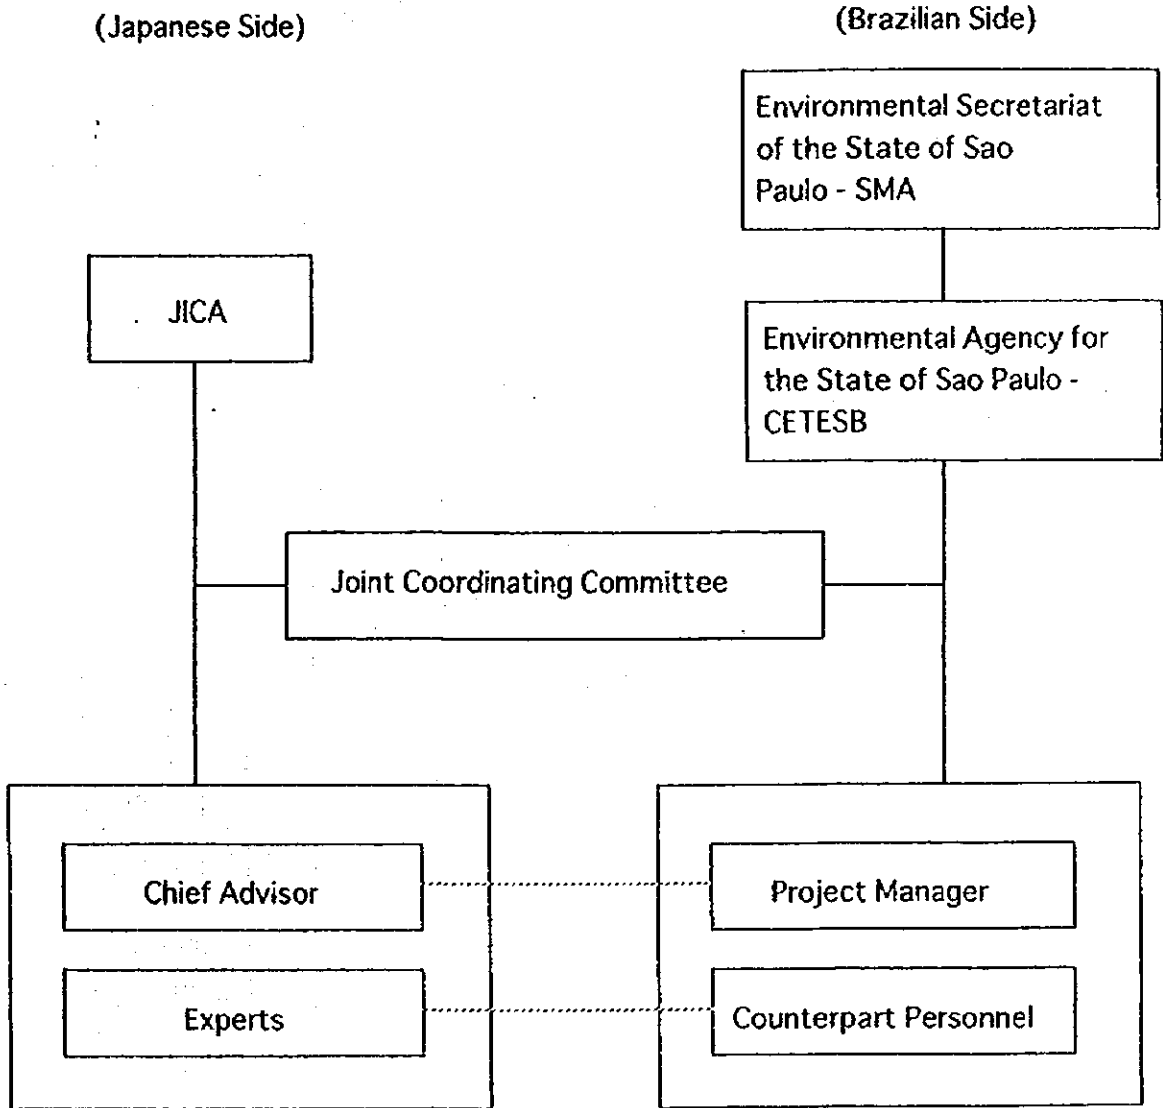 (Japanese Side)
(Brazilian Side)
Environmental Secretariat
of the State of Sao
Paulo - SMA
JICA
Environmental Agency for
the State of Sao Paulo -
CETESB
Joint Coordinating Committee
Chief Advisor
Project Manager
Experts
Counterpart Personnel